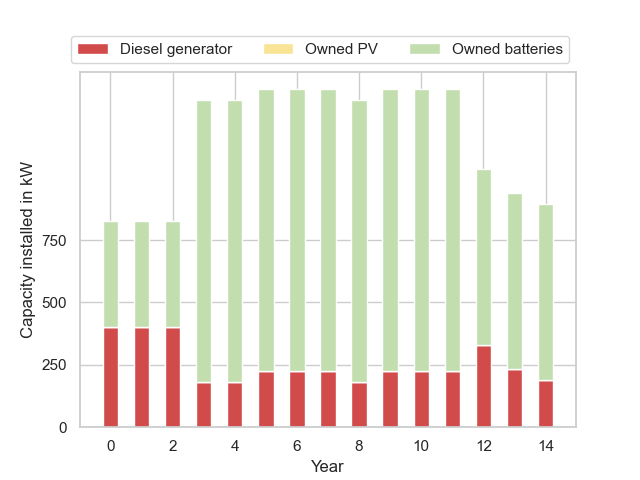 Diesel generator Owned PV Owned batteries
Capacity installed in kW
750
500
250
0
0 2 4 6 8 10 12 14
Year